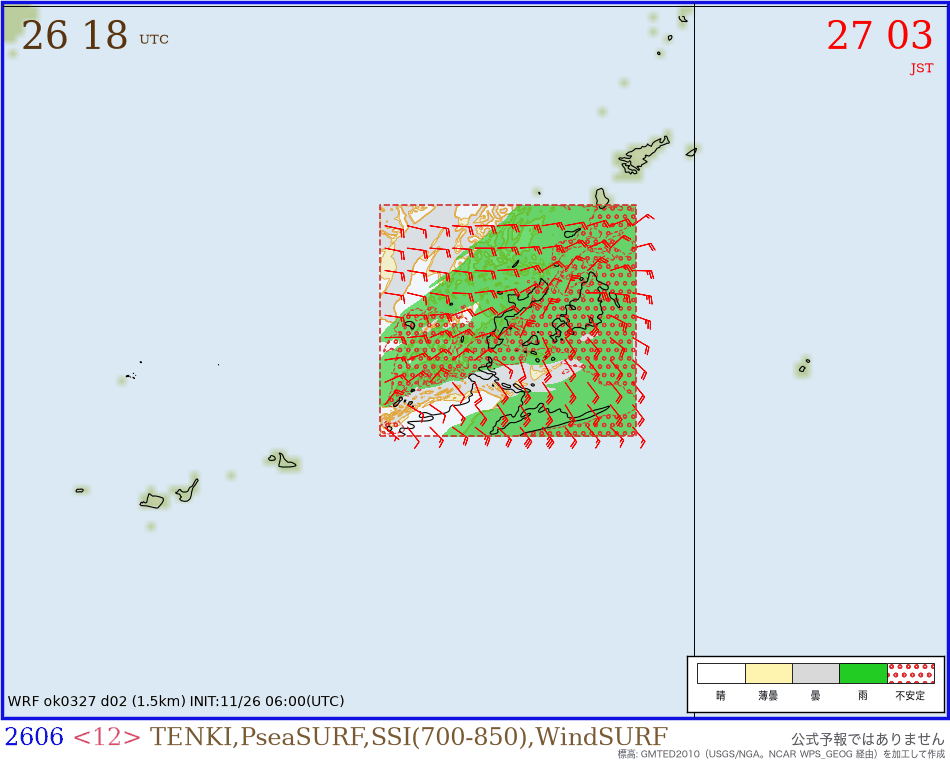 26 18 UTC
27 03
JST
WRF ok0327 d02 (1.5km) INIT:11/26 06:00(UTC)
晴 薄曇 曇 雨 不安定
2606 <12> TENKI,PseaSURF,SSI(700-850),WindSURF
公式予報ではありません
標高: GMTED2010（USGS/NGA。NCAR WPS_GEOG 経由）を加工して作成